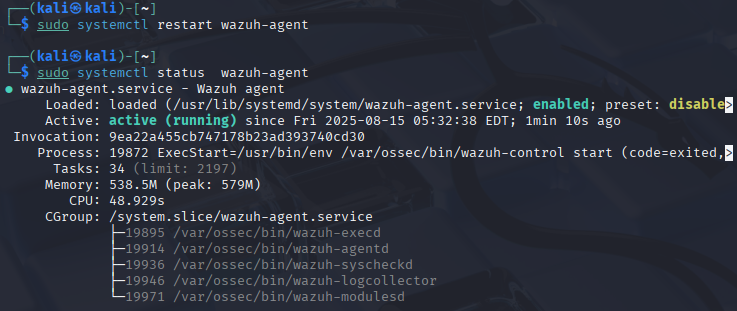 ┌──(kali㉿kali)-[~]
└─$ sudo systemctl restart wazuh-agent
┌──(kali㉿kali)-[~]
└─$ sudo systemctl status  wazuh-agent
● wazuh-agent.service - Wazuh agent
     Loaded: loaded (/usr/lib/systemd/system/wazuh-agent.service; enabled; preset: disable>
     Active: active (running) since Fri 2025-08-15 05:32:38 EDT; 1min 10s ago
 Invocation: 9ea22a455cb747178b23ad393740cd30
    Process: 19872 ExecStart=/usr/bin/env /var/ossec/bin/wazuh-control start (code=exited,>
      Tasks: 34 (limit: 2197)
     Memory: 538.5M (peak: 579M)
        CPU: 48.929s
     CGroup: /system.slice/wazuh-agent.service
             ├─19895 /var/ossec/bin/wazuh-execd
             ├─19914 /var/ossec/bin/wazuh-agentd
             ├─19936 /var/ossec/bin/wazuh-syscheckd
             ├─19946 /var/ossec/bin/wazuh-logcollector
             └─19971 /var/ossec/bin/wazuh-modulesd